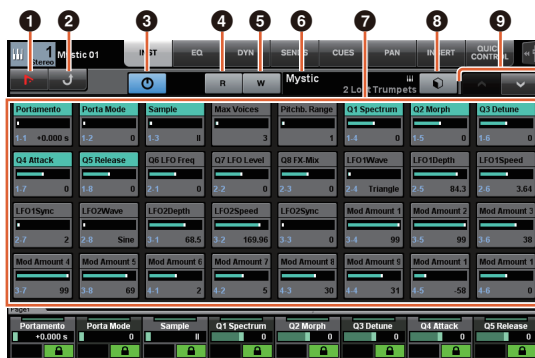 1 2 3 4 5 6 7 8 9
1 Stereo Mystic 01 INST EQ DYN SENDS CUES PAN INSERT QUICK CONTROL
R W Mystic 2 Lost Trumpets
Portamento Porta Mode Sample Max Voices Pitchb. Range Q1 Spectrum Q2 Morph Q3 Detune
1-1 +0.000 s 1-2 0 1-3 II 3 1 1-4 0 1-5 0 1-6 0
Q4 Attack Q5 Release Q6 LFO Freq Q7 LFO Level Q8 FX-Mix LFO1Wave LFO1Depth LFO1Speed
1-7 0 1-8 0 2-1 0 2-2 0 2-3 0 2-4 Triangle 2-5 84.3 2-6 3.64
LFO1Sync LFO2Wave LFO2Depth LFO2Speed LFO2Sync Mod Amount 1 Mod Amount 2 Mod Amount 3
2-7 2 2-8 Sine 3-1 68.5 3-2 169.96 3-3 0 3-4 99 3-5 99 3-6 38
Mod Amount 4 Mod Amount 5 Mod Amount 6 Mod Amount 7 Mod Amount 8 Mod Amount 9
3-7 99 3-8 69 4-1 2 4-2 5 4-3 30 4-4 31 4-5 -58 4-6 0
Page1
Portamento Porta Mode Sample Q1 Spectrum Q2 Morph Q3 Detune Q4 Attack Q5 Release
+0.000 s 0 II 0 0 0 0 0